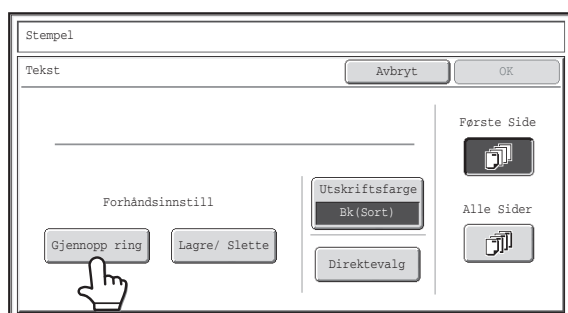 Stempel
Tekst
Avbryt
OK
Første Side
Forhåndsinnstill
Utskriftsfarge
Bk(Sort)
Alle Sider
Gjennopp ring
Lagre/ Slette
Direktevalg